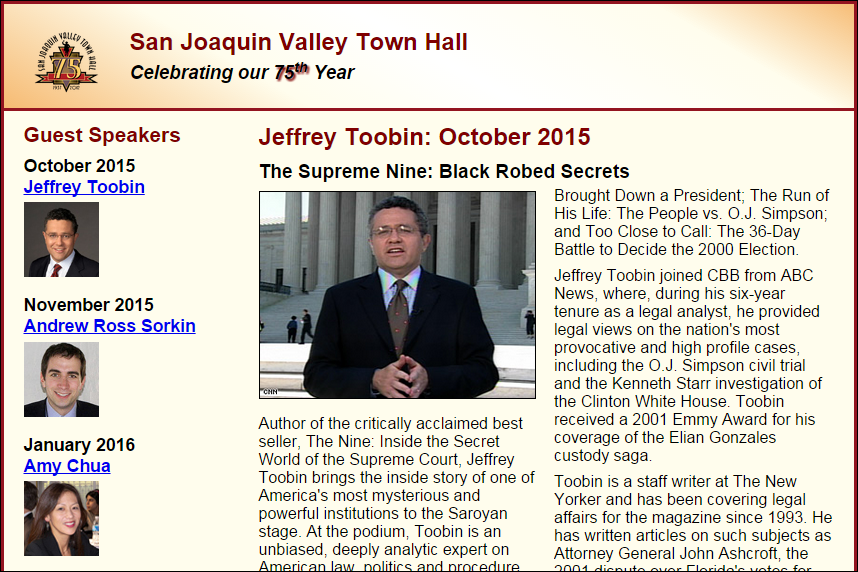 SAN JOAQUIN VALLEY TOWN HALL
75
San Joaquin Valley Town Hall
Celebrating our 75th Year
Guest Speakers
October 2015
Jeffrey Toobin
November 2015
Andrew Ross Sorkin
January 2016
Amy Chua
Jeffrey Toobin: October 2015
The Supreme Nine: Black Robed Secrets
CNN
Author of the critically acclaimed best
seller, The Nine: Inside the Secret
World of the Supreme Court, Jeffrey
Toobin brings the inside story of one of
America's most mysterious and
powerful institutions to the Saroyan
stage. At the podium, Toobin is an
unbiased, deeply analytic expert on
American law, politics and procedure
Brought Down a President; The Run of
His Life: The People vs. O.J. Simpson;
and Too Close to Call: The 36-Day
Battle to Decide the 2000 Election.
Jeffrey Toobin joined CBB from ABC
News, where, during his six-year
tenure as a legal analyst, he provided
legal views on the nation's most
provocative and high profile cases,
including the O.J. Simpson civil trial
and the Kenneth Starr investigation of
the Clinton White House. Toobin
received a 2001 Emmy Award for his
coverage of the Elian Gonzales
custody saga.
Toobin is a staff writer at The New
Yorker and has been covering legal
affairs for the magazine since 1993. He
has written articles on such subjects as
Attorney General John Ashcroft, the
2001 dispute over Florida's votes for